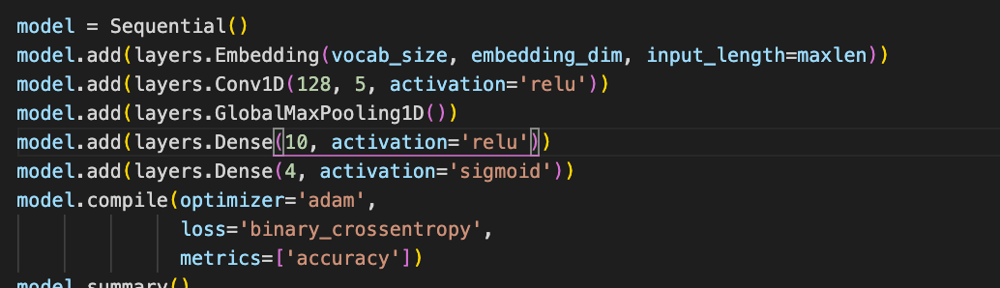 model = Sequential()
model.add(layers.Embedding(vocab_size, embedding_dim, input_length=maxlen))
model.add(layers.Conv1D(128, 5, activation='relu'))
model.add(layers.GlobalMaxPooling1D())
model.add(layers.Dense(10, activation='relu'))
model.add(layers.Dense(4, activation='sigmoid'))
model.compile(optimizer='adam',
              loss='binary_crossentropy',
              metrics=['accuracy'])
model.summary()